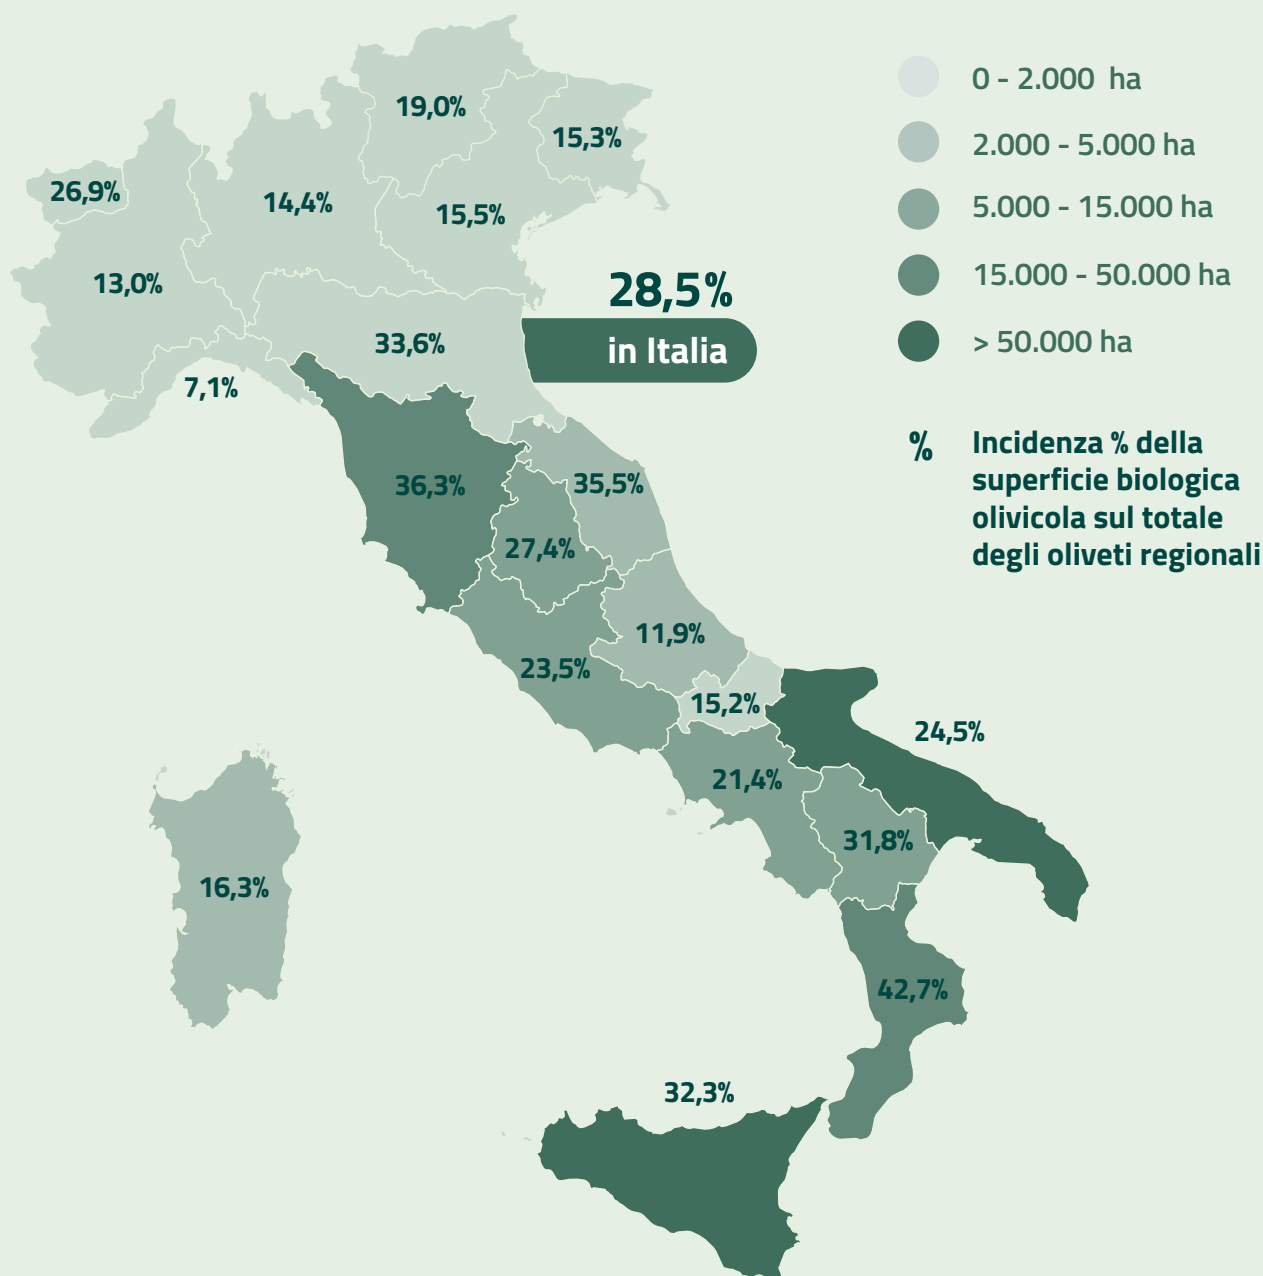 19,0%
15,3%
26,9%
14,4%
15,5%
13,0%
28,5%
in Italia
33,6%
7,1%
36,3%
35,5%
27,4%
11,9%
23,5%
15,2%
24,5%
21,4%
31,8%
16,3%
42,7%
32,3%
0 - 2.000 ha
2.000 - 5.000 ha
5.000 - 15.000 ha
15.000 - 50.000 ha
> 50.000 ha
% Incidenza % della
superficie biologica
olivicola sul totale
degli oliveti regionali